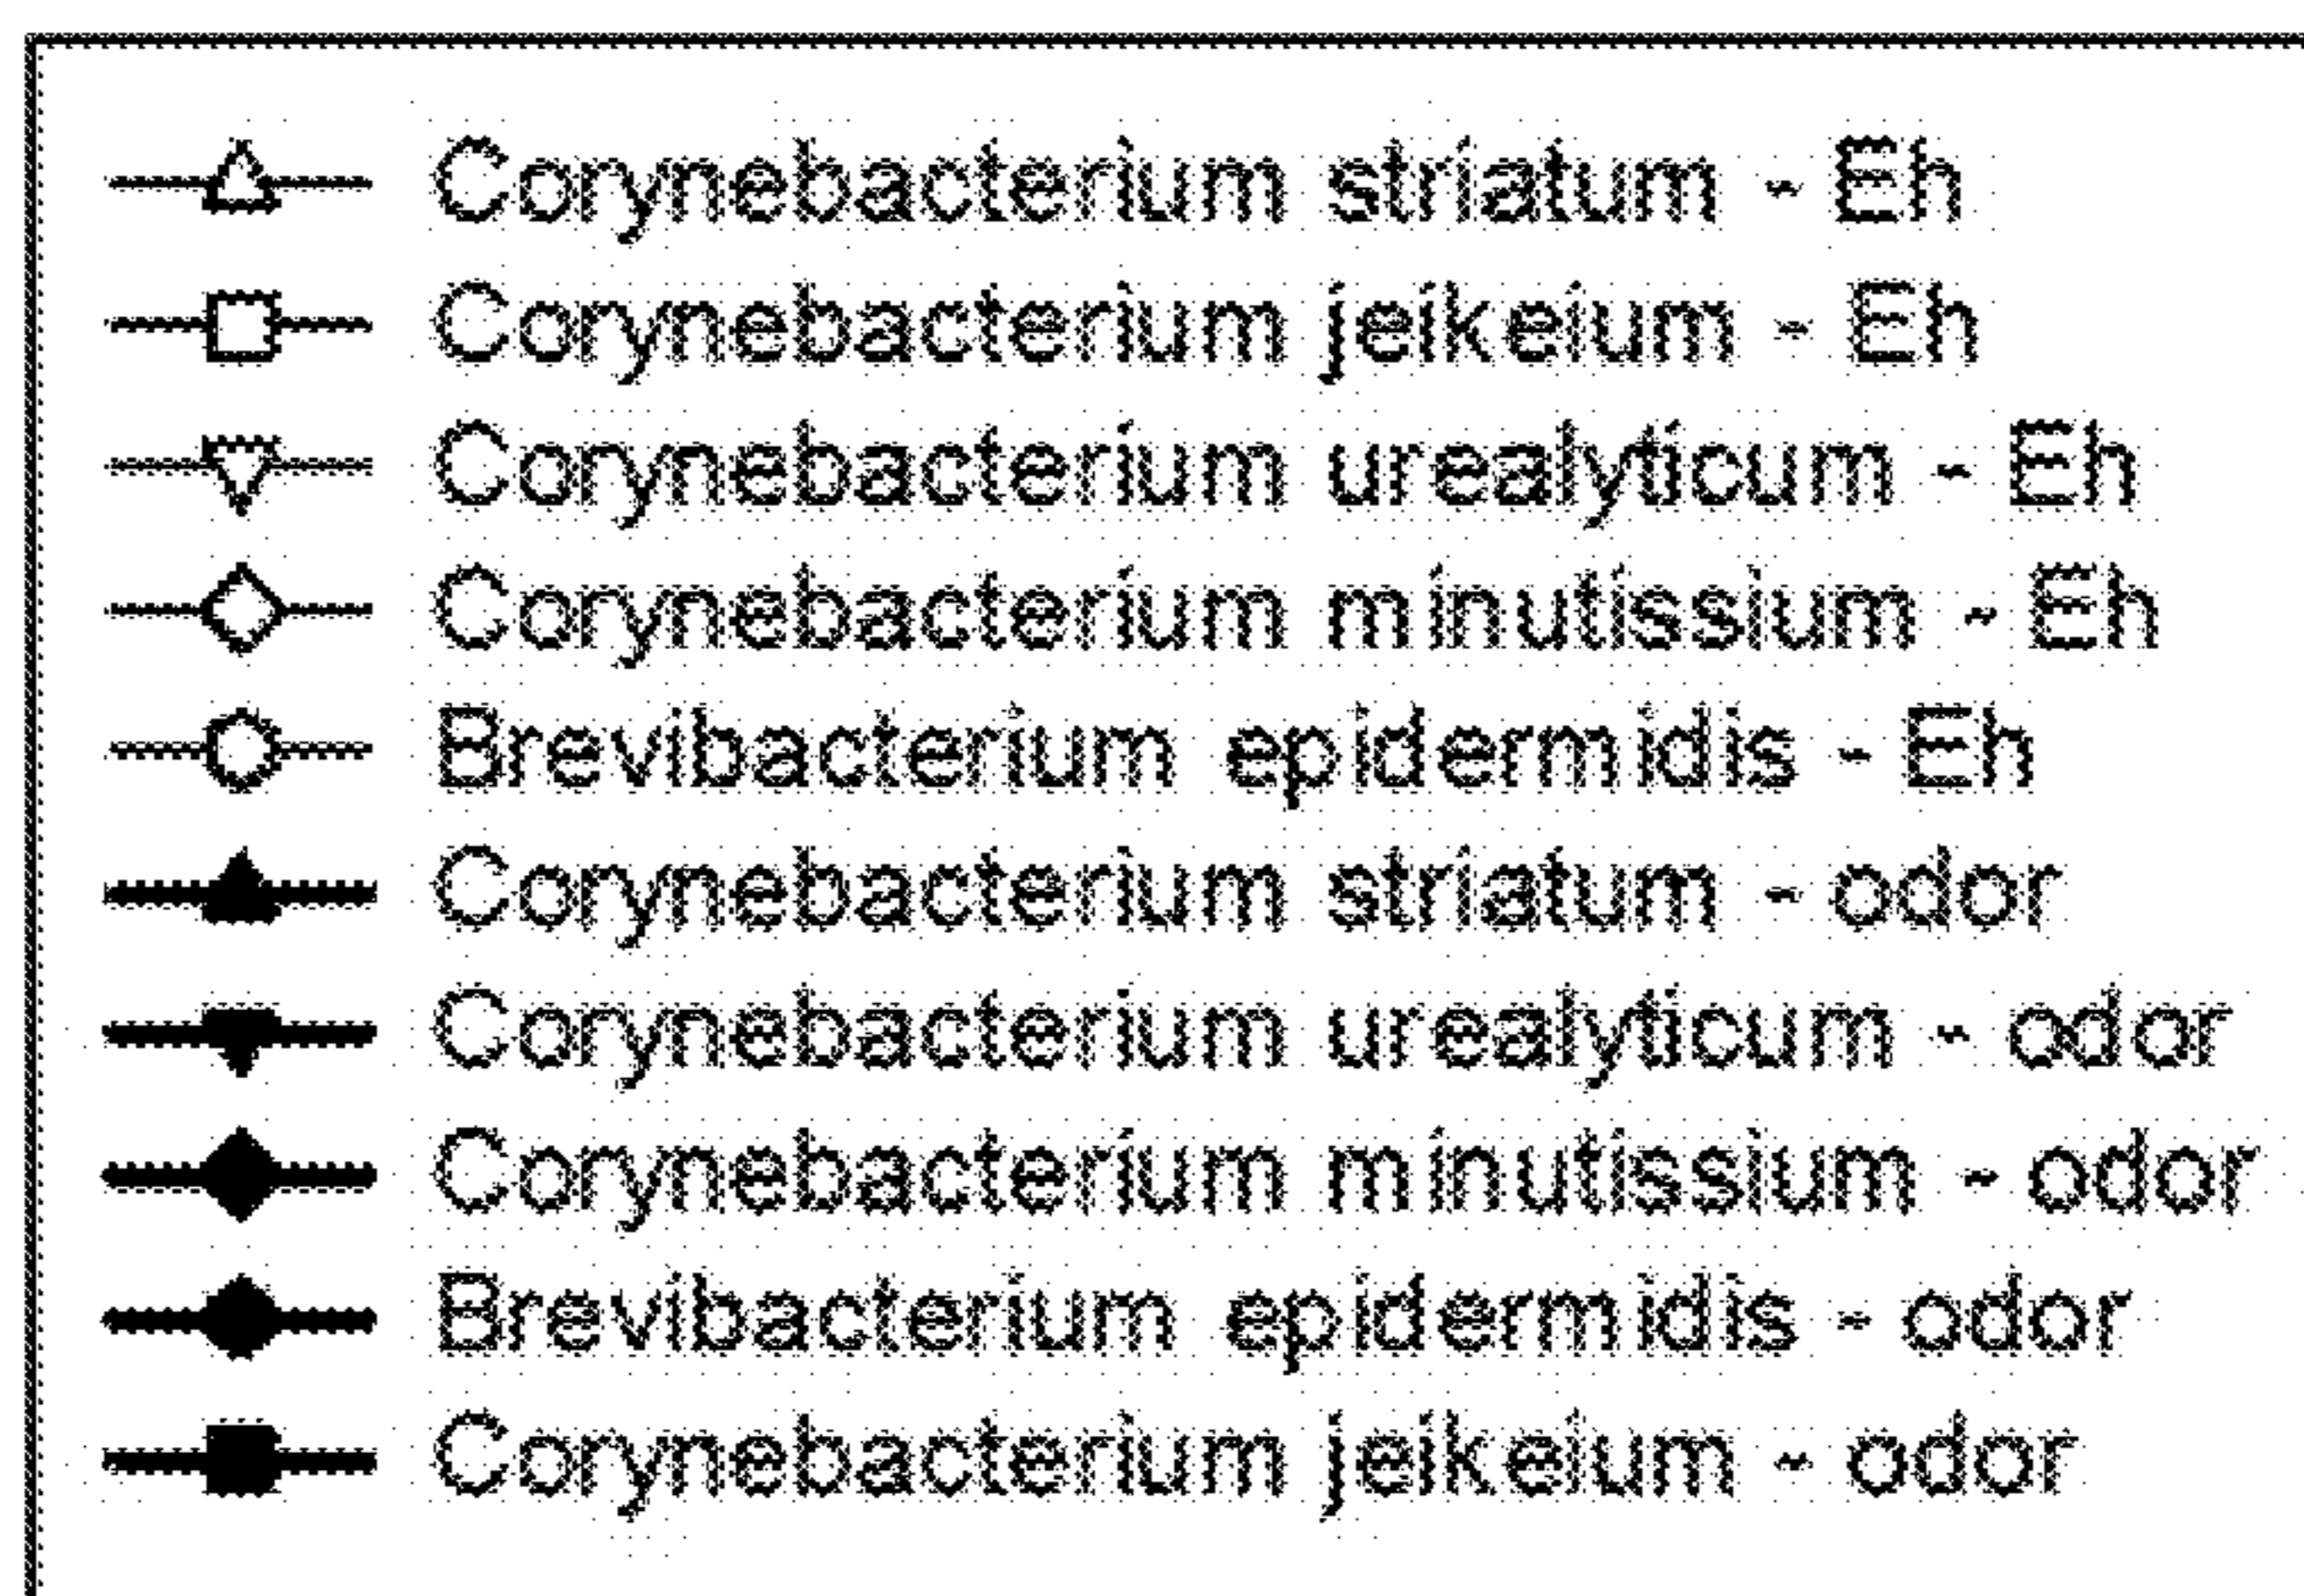 Corynebacterium striatum - Eh
Corynebacterium jeikeium - Eh
Corynebacterium urealyticum - Eh
Corynebacterium minutissium - Eh
Brevibacterium epidermidis - Eh
Corynebacterium striatum - odor
Corynebacterium urealyticum - odor
Corynebacterium minutissium - odor
Brevibacterium epidermidis - odor
Corynebacterium jeikeium - odor